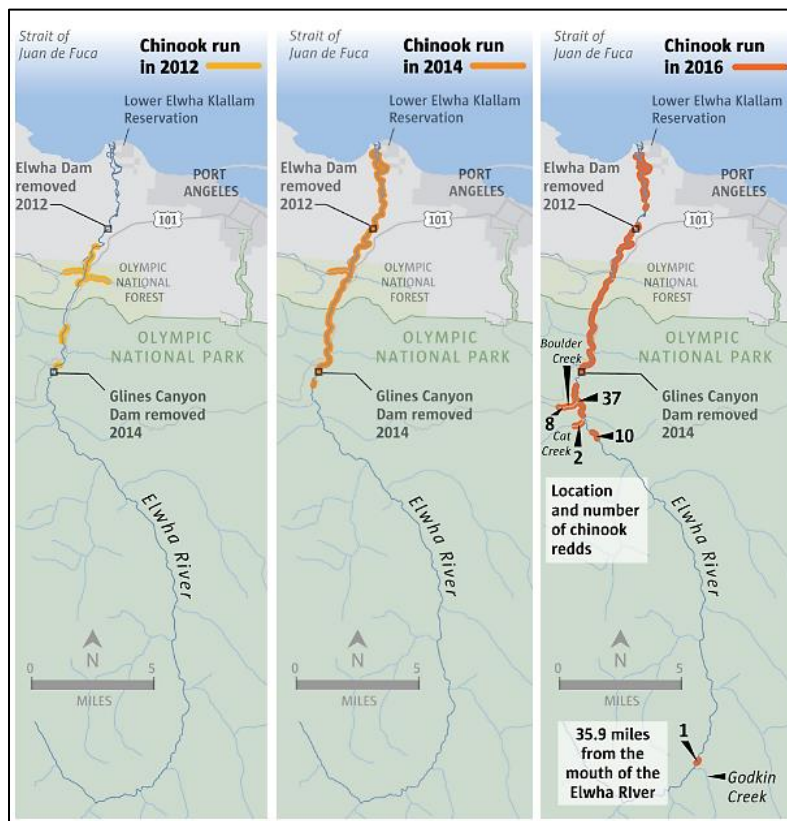 Strait of
Juan de Fuca
Chinook run
in 2012
Lower Elwha Klallam
Reservation
Elwha Dam
removed
2012
PORT
ANGELES
101
OLYMPIC
NATIONAL
FOREST
OLYMPIC
NATIONAL PARK
Glines Canyon
Dam removed
2014
Elwha River
N
0
5
MILES
Strait of
Juan de Fuca
Chinook run
in 2014
Lower Elwha Klallam
Reservation
Elwha Dam
removed
2012
PORT
ANGELES
101
OLYMPIC
NATIONAL
FOREST
OLYMPIC
NATIONAL PARK
Glines Canyon
Dam removed
2014
Elwha River
N
0
5
MILES
Strait of
Juan de Fuca
Chinook run
in 2016
Lower Elwha Klallam
Reservation
Elwha Dam
removed
2012
PORT
ANGELES
101
OLYMPIC
NATIONAL
FOREST
OLYMPIC
NATIONAL PARK
Boulder
Creek
37
Glines Canyon
Dam removed
2014
8
Cat
Creek
2
10
Location
and number
of chinook
redds
Elwha River
N
0
5
MILES
35.9 miles
from the
mouth of the
Elwha RIver
1
Godkin
Creek